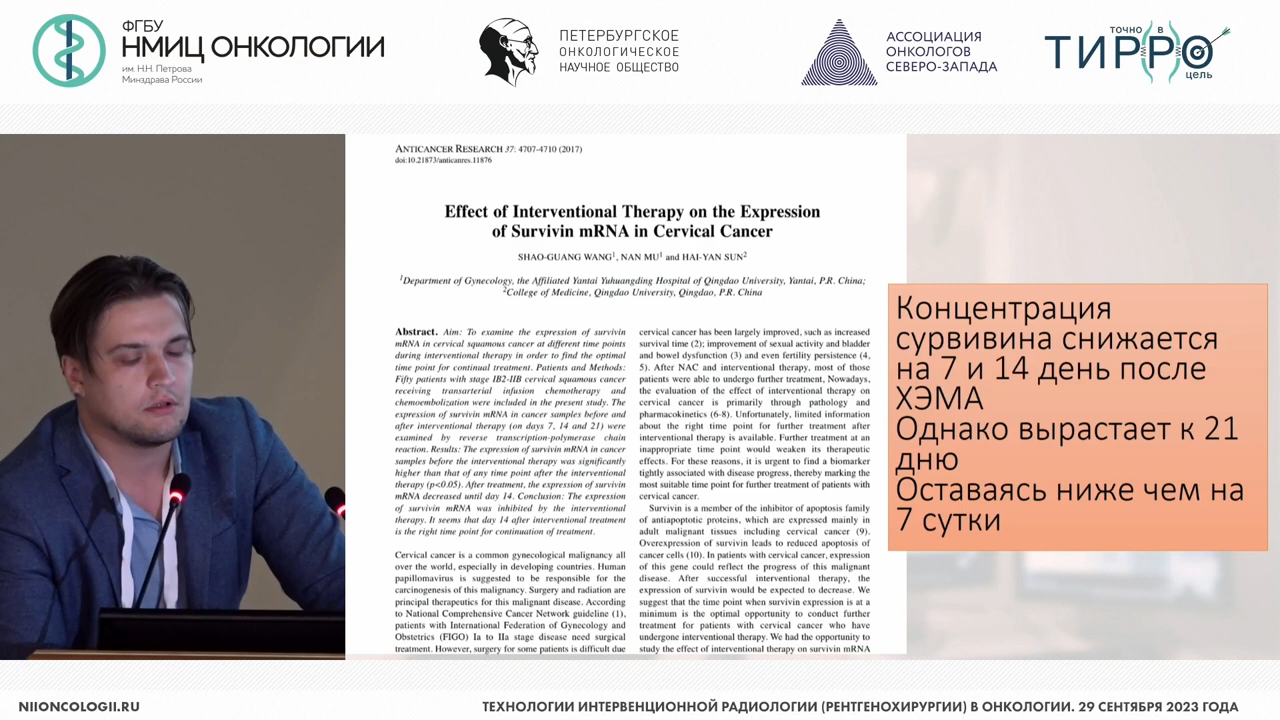 ФГБУ
НМИЦ ОНКОЛОГИИ
им. Н.Н. Петрова
Минздрава России
ПЕТЕРБУРГСКОЕ
ОНКОЛОГИЧЕСКОЕ
НАУЧНОЕ ОБЩЕСТВО
АССОЦИАЦИЯ
ОНКОЛОГОВ
СЕВЕРО-ЗАПАДА
ТОЧНО В
ТИРРО
цель
ANTICANCER RESEARCH 37: 4707-4710 (2017)
doi:10.21873/anticanres.11876
Effect of Interventional Therapy on the Expression
of Survivin mRNA in Cervical Cancer
SHAO-GUANG WANG1, NAN MU1 and HAI-YAN SUN2
1Department of Gynecology, the Affiliated Yantai Yuhuangding Hospital of Qingdao University, Yantai, P.R. China;
2College of Medicine, Qingdao University, Qingdao, P.R. China
Abstract. Aim: To examine the expression of survivin
mRNA in cervical squamous cancer at different time points
during interventional therapy in order to find the optimal
time point for continual treatment. Patients and Methods:
Fifty patients with stage IB2-IIB cervical squamous cancer
receiving transarterial infusion chemotherapy and
chemoembolization were included in the present study. The
expression of survivin mRNA in cancer samples before and
after interventional therapy (on days 7, 14 and 21) were
examined by reverse transcription-polymerase chain
reaction. Results: The expression of survivin mRNA in cancer
samples before the interventional therapy was significantly
higher than that of any time point after the interventional
therapy (p<0.05). After treatment, the expression of survivin
mRNA decreased until day 14. Conclusion: The expression
of survivin mRNA was inhibited by the interventional
therapy. It seems that day 14 after interventional treatment
is the right time point for continuation of treatment.
Cervical cancer is a common gynecological malignancy all
over the world, especially in developing countries. Human
papillomavirus is suggested to be responsible for the
carcinogenesis of this malignancy. Surgery and radiation are
principal therapeutics for this malignant disease. According
to National Comprehensive Cancer Network guideline (1),
patients with International Federation of Gynecology and
Obstetrics (FIGO) Ia to IIa stage disease need surgical
treatment. However, surgery for some patients is difficult due
cervical cancer has been largely improved, such as increased
survival time (2); improvement of sexual activity and bladder
and bowel dysfunction (3) and even fertility persistence (4,
5). After NAC and interventional therapy, most of those
patients were able to undergo further treatment, Nowadays,
the evaluation of the effect of interventional therapy on
cervical cancer is primarily through pathology and
pharmacokinetics (6-8). Unfortunately, limited information
about the right time point for further treatment after
interventional therapy is available. Further treatment at an
inappropriate time point would weaken its therapeutic
effects. For these reasons, it is urgent to find a biomarker
tightly associated with disease progress, thereby marking the
most suitable time point for further treatment of patients with
cervical cancer.
Survivin is a member of the inhibitor of apoptosis family
of antiapoptotic proteins, which are expressed mainly in
adult malignant tissues including cervical cancer (9).
Overexpression of survivin leads to reduced apoptosis of
cancer cells (10). In patients with cervical cancer, expression
of this gene could reflect the progress of this malignant
disease. After successful interventional therapy, the
expression of survivin would be expected to decrease. We
suggest that the time point when survivin expression is at a
minimum is the optimal opportunity to conduct further
treatment for patients with cervical cancer who have
undergone interventional therapy. We had the opportunity to
study the effect of interventional therapy on survivin mRNA
Концентрация
сурвивина снижается
на 7 и 14 день после
ХЭМА
Однако вырастает к 21
дню
Оставаясь ниже чем на
7 сутки
NIIONCOLOGII.RU
ТЕХНОЛОГИИ ИНТЕРВЕНЦИОННОЙ РАДИОЛОГИИ (РЕНТГЕНОХИРУРГИИ) В ОНКОЛОГИИ. 29 СЕНТЯБРЯ 2023 ГОДА